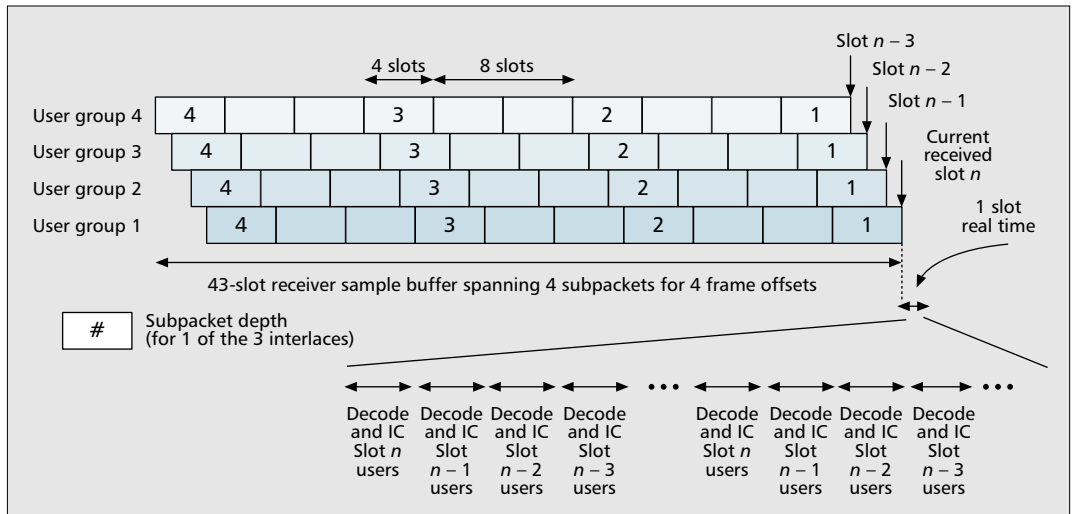 Slot n – 3
4 slots
8 slots
Slot n – 2
Slot n – 1
User group 4
4
3
2
1
Current
received
slot n
User group 3
4
3
2
1
User group 2
4
3
2
1
1 slot
real time
User group 1
4
3
2
1
43-slot receiver sample buffer spanning 4 subpackets for 4 frame offsets
#
Subpacket depth
(for 1 of the 3 interlaces)
Decode
and IC
Slot n
users
Decode
and IC
Slot
n – 1
users
Decode
and IC
Slot
n – 2
users
Decode
and IC
Slot
n – 3
users
•••
Decode
and IC
Slot n
users
Decode
and IC
Slot
n – 1
users
Decode
and IC
Slot
n – 2
users
Decode
and IC
Slot
n – 3
users
•••